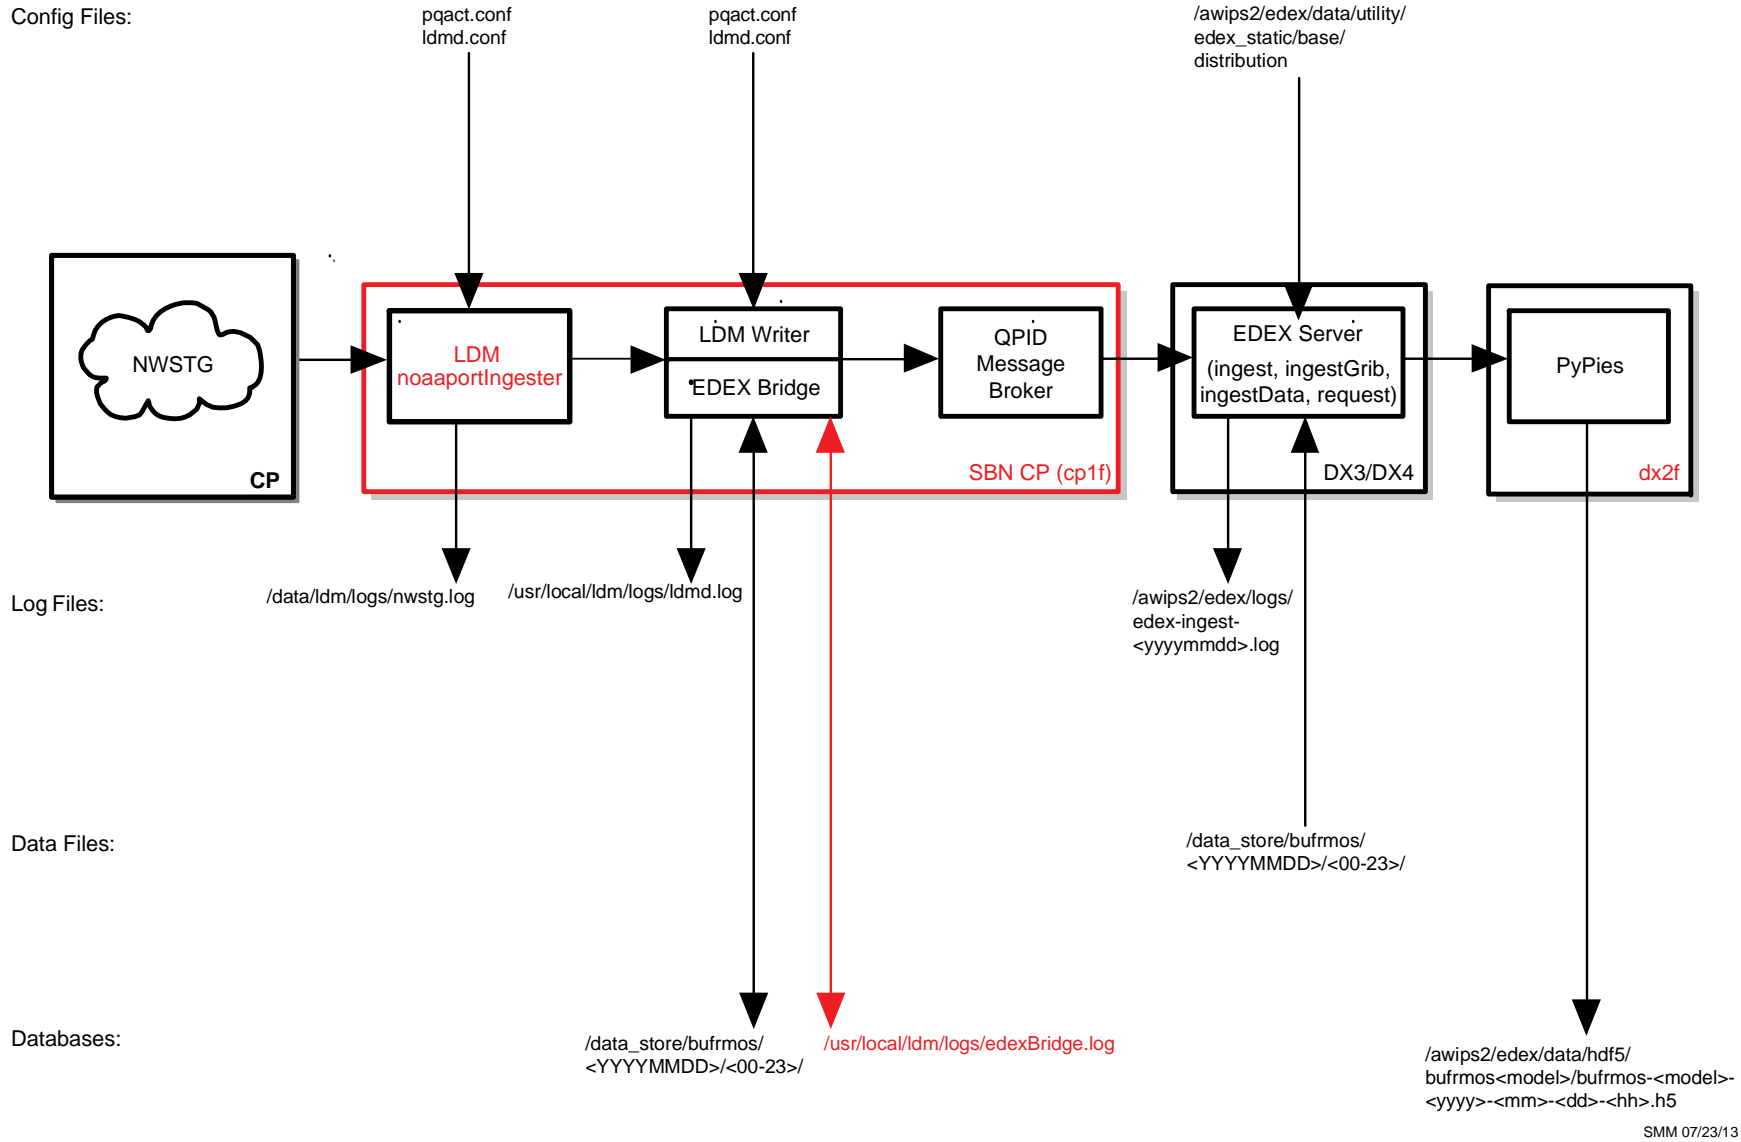 Config Files:
pqact.conf
ldmd.conf
pqact.conf
ldmd.conf
/awips2/edex/data/utility/
edex_static/base/
distribution
NWSTG
CP
LDM
noaaportIngester
LDM Writer
EDEX Bridge
QPID
Message
Broker
SBN CP (cp1f)
EDEX Server
(ingest, ingestGrib,
ingestData, request)
DX3/DX4
PyPies
dx2f
Log Files:
/data/ldm/logs/nwstg.log
/usr/local/ldm/logs/ldmd.log
/awips2/edex/logs/
edex-ingest-
<yyyymmdd>.log
Data Files:
/data_store/bufrmos/
<YYYYMMDD>/<00-23>/
Databases:
/data_store/bufrmos/
<YYYYMMDD>/<00-23>/
/usr/local/ldm/logs/edexBridge.log
/awips2/edex/data/hdf5/
bufrmos<model>/bufrmos-<model>-
<yyyy>-<mm>-<dd>-<hh>.h5
SMM 07/23/13